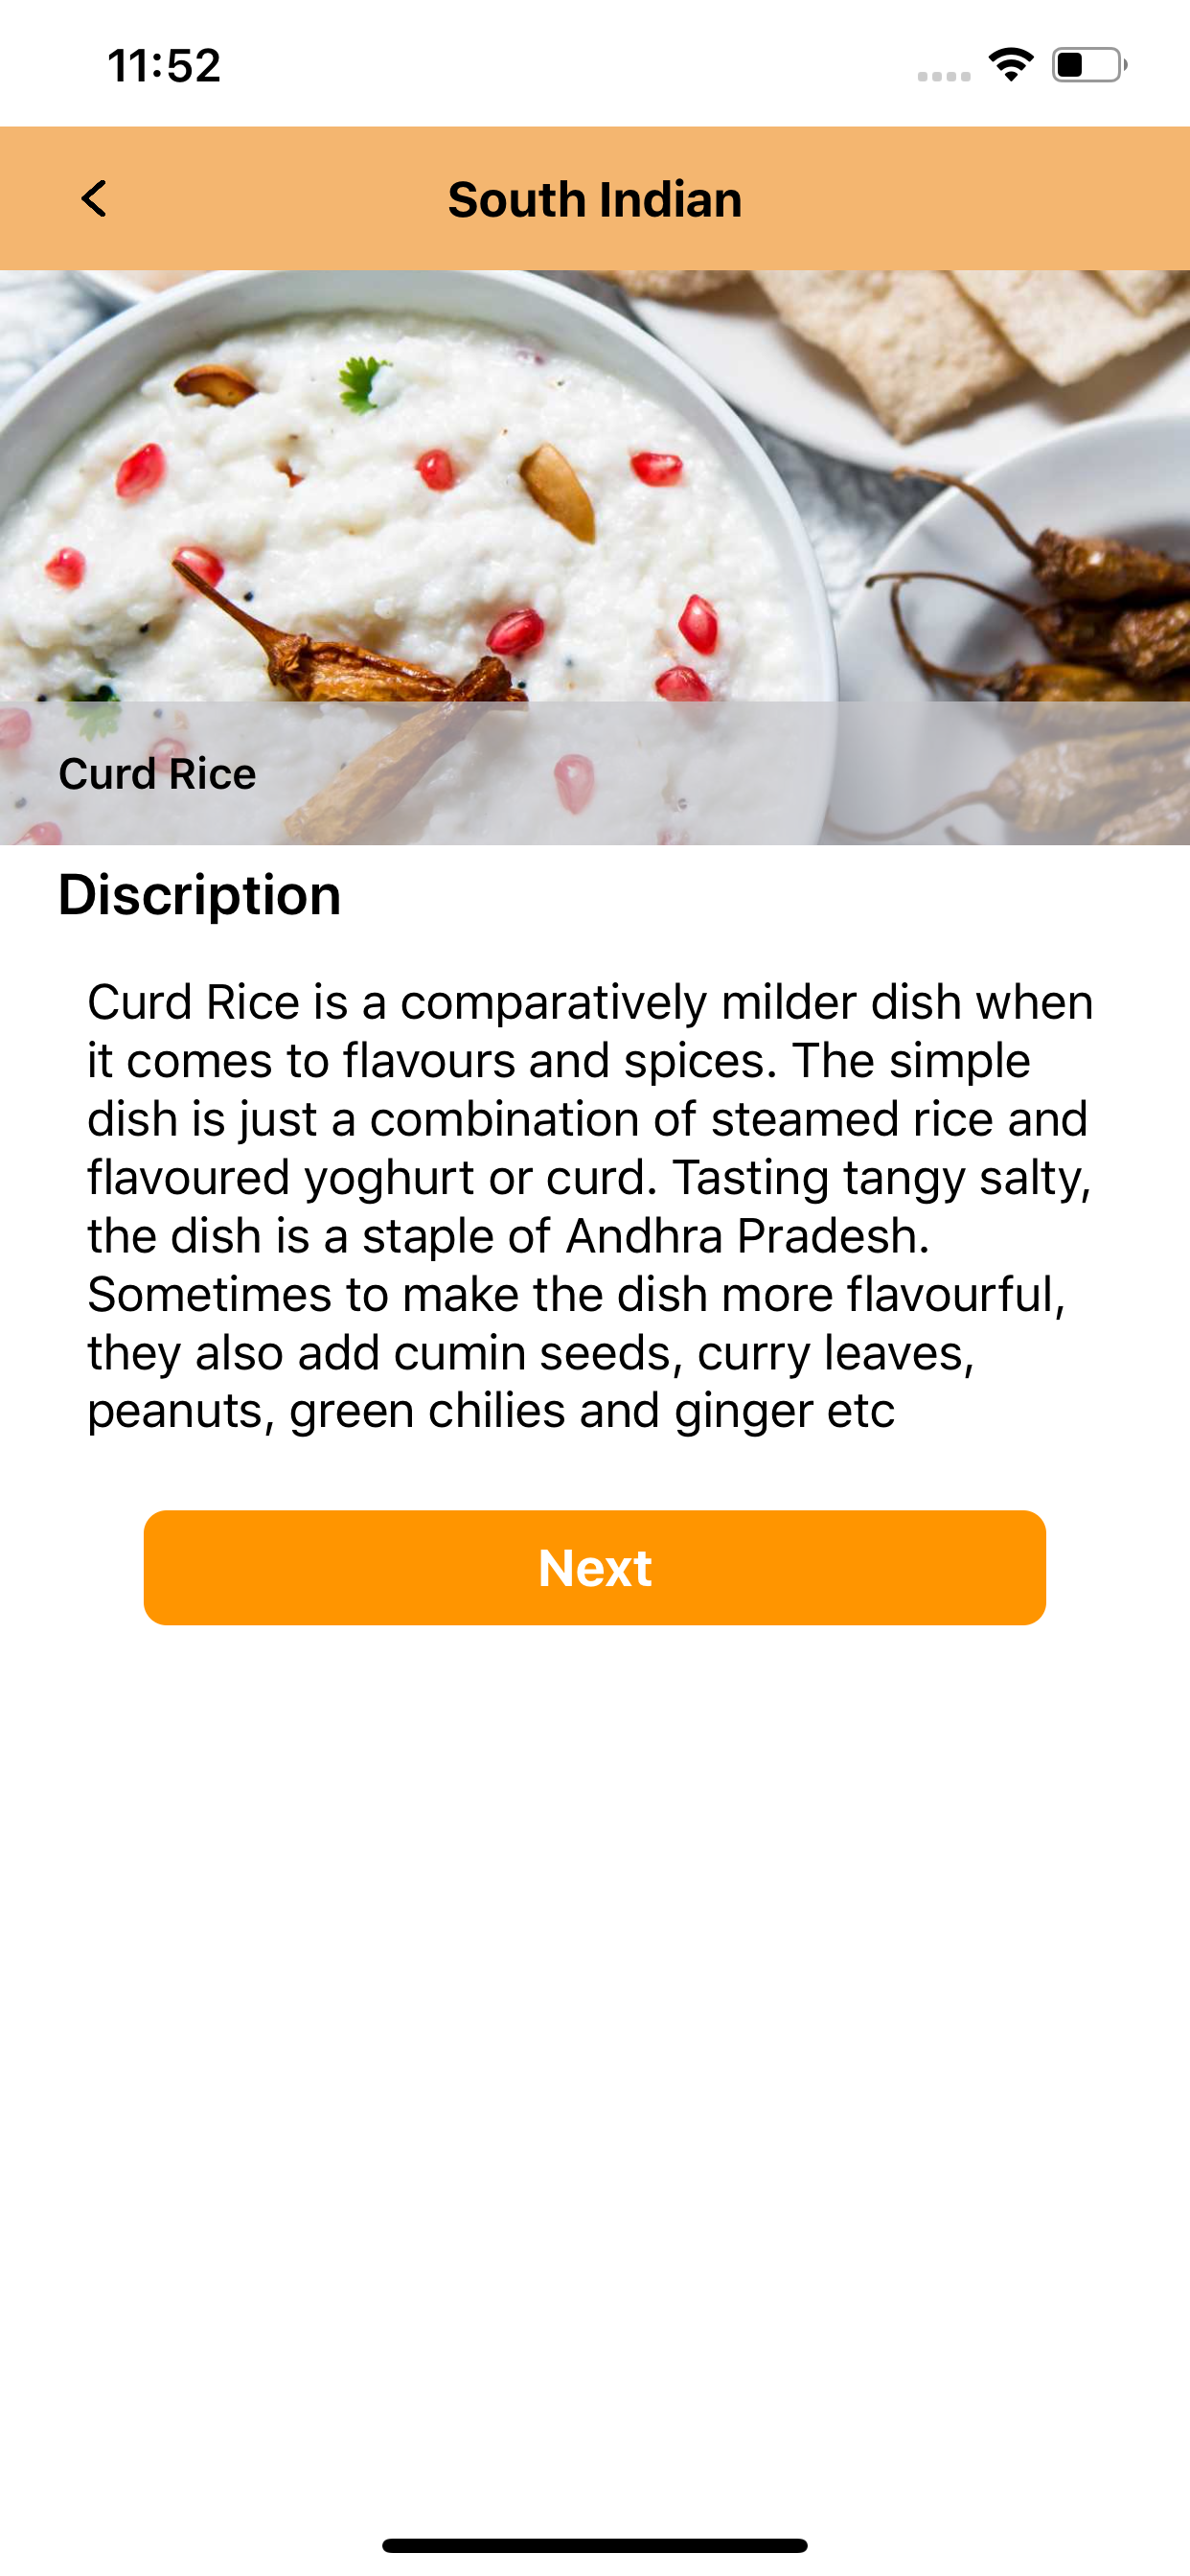 11:52
South Indian
Curd Rice
Discription
Curd Rice is a comparatively milder dish when
it comes to flavours and spices. The simple
dish is just a combination of steamed rice and
flavoured yoghurt or curd. Tasting tangy salty,
the dish is a staple of Andhra Pradesh.
Sometimes to make the dish more flavourful,
they also add cumin seeds, curry leaves,
peanuts, green chilies and ginger etc
Next